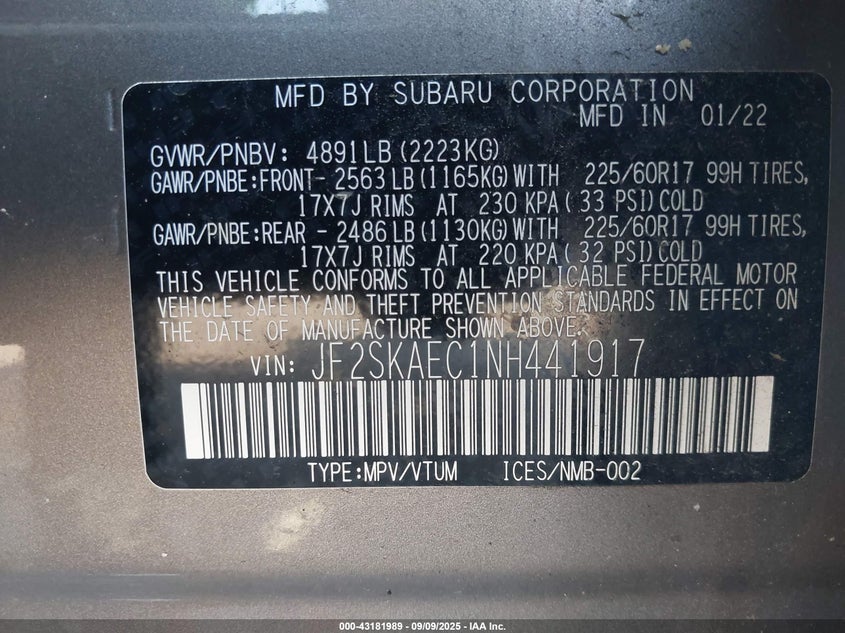 MFD BY SUBARU CORPORATION
MFD IN 01/22
GVWR/PNBV: 4891LB(2223KG)
GAWR/PNBE:FRONT- 2563LB(1165KG)WITH 225/60R17 99H TIRES,
17X7J RIMS AT 230 KPA( 33 PSI)COLD
GAWR/PNBE:REAR - 2486LB(1130KG)WITH 225/60R17 99H TIRES,
17X7J RIMS AT 220 KPA( 32 PSI)COLD
THIS VEHICLE CONFORMS TO ALL APPLICABLE FEDERAL MOTOR
VEHICLE SAFETY AND THEFT PREVENTION STANDARDS IN EFFECT ON
THE DATE OF MANUFACTURE SHOWN ABOVE.
VIN: JF2SKAEC1NH441917
TYPE:MPV/VTUM ICES/NMB-002
000-43181989 - 09/09/2025 - IAA Inc.